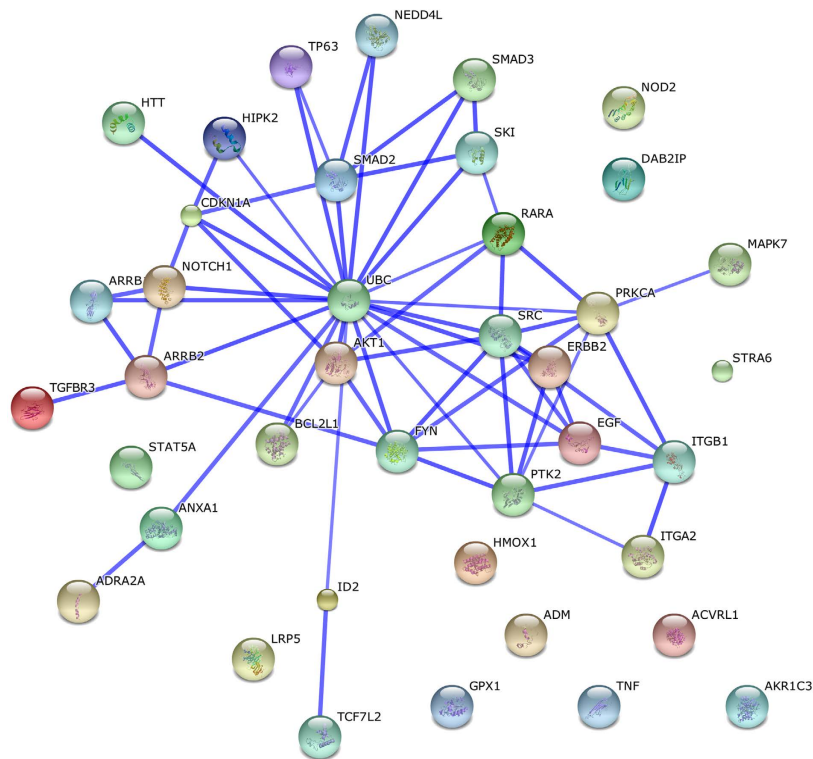 NEDD4L
TP63
SMAD3
NOD2
HTT
HIPK2
SKI
SMAD2
DAB2IP
CDKN1A
RARA
MAPK7
NOTCH1
ARRB
UBC
PRKCA
SRC
ERBB2
AKT1
ARRB2
STRA6
TGFBR3
BCL2L1
FYN
EGF
ITGB1
STAT5A
PTK2
ANXA1
HMOX1
ITGA2
ADRA2A
ID2
ADM
ACVRL1
LRP5
GPX1
TNF
AKR1C3
TCF7L2